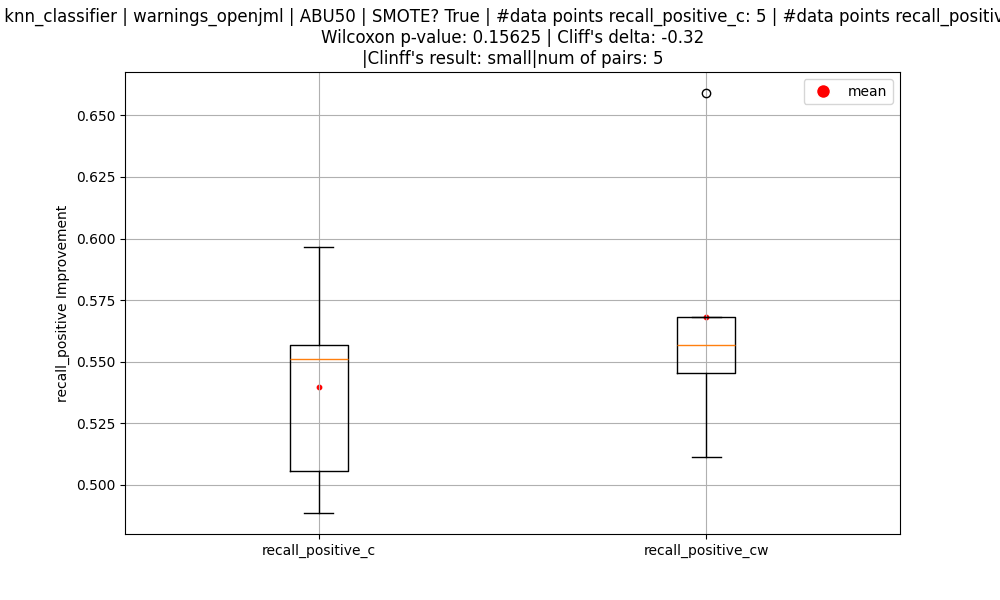 knn_classifier | warnings_openjml | ABU50 | SMOTE? True | #data points recall_positive_c: 5 | #data points recall_positiv
Wilcoxon p-value: 0.15625 | Cliff's delta: -0.32
|Clinff's result: small|num of pairs: 5
mean
0.650
0.625
0.600
0.575
0.550
0.525
0.500
recall_positive Improvement
recall_positive_c
recall_positive_cw